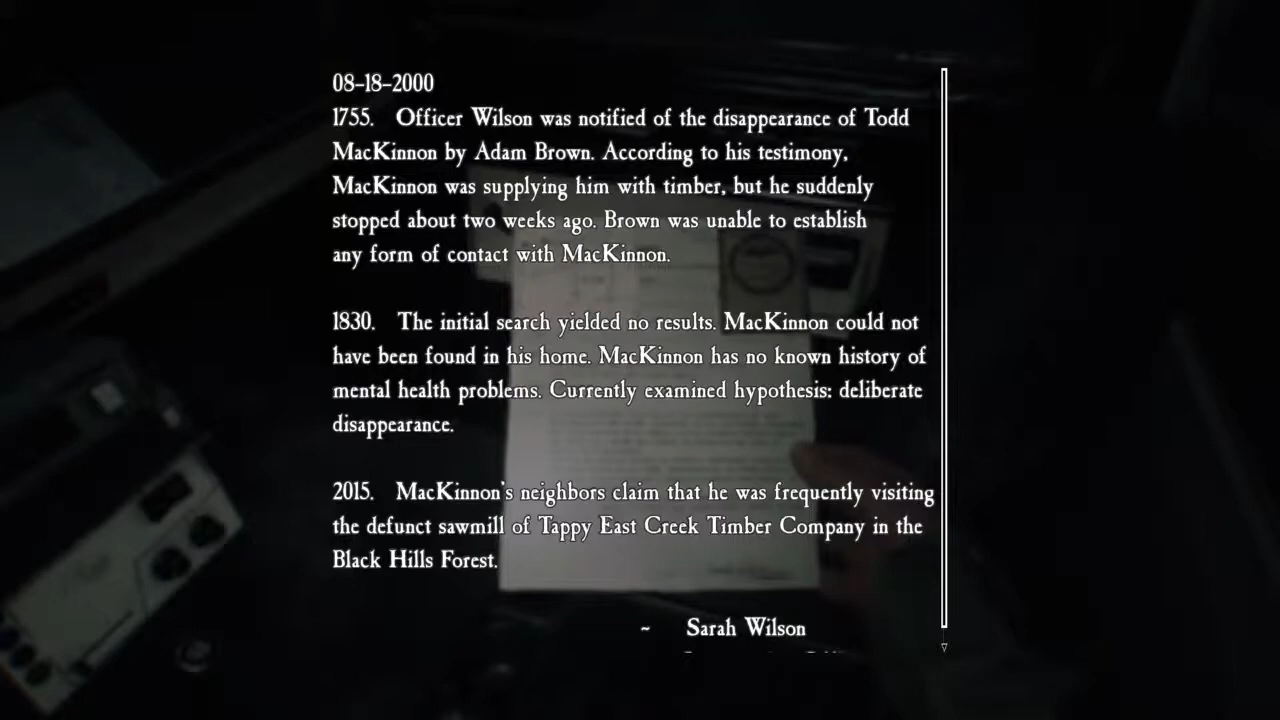 08-18-2000
1755. Officer Wilson was notified of the disappearance of Todd
MacKinnon by Adam Brown. According to his testimony,
MacKinnon was supplying him with timber, but he suddenly
stopped about two weeks ago. Brown was unable to establish
any form of contact with MacKinnon.
1830. The initial search yielded no results. MacKinnon could not
have been found in his home. MacKinnon has no known history of
mental health problems. Currently examined hypothesis: deliberate
disappearance.
2015. MacKinnon's neighbors claim that he was frequently visiting
the defunct sawmill of Tappy East Creek Timber Company in the
Black Hills Forest.
~ Sarah Wilson